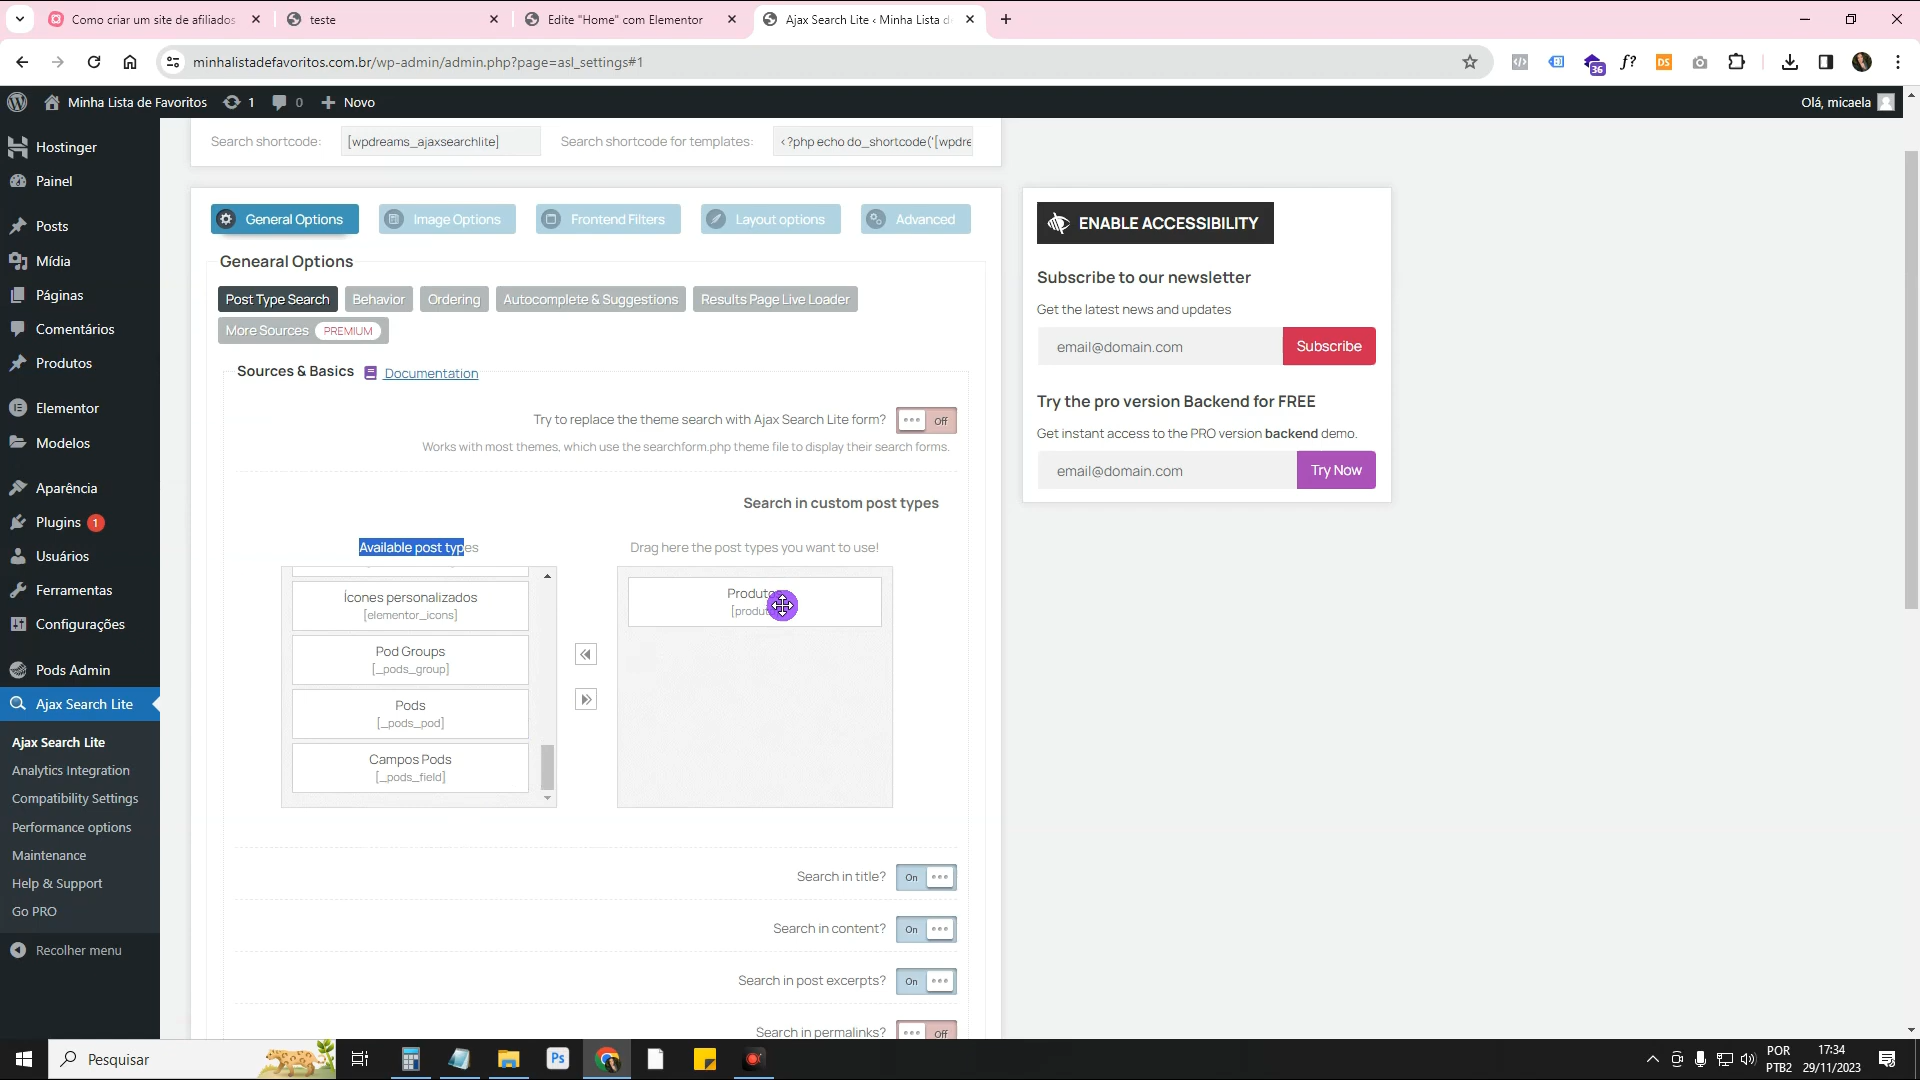 Como criar um site de afiliados
teste
Edite "Home" com Elementor
Ajax Search Lite ‹ Minha Lista de
minhalistadefavoritos.com.br/wp-admin/admin.php?page=asl_settings#1
36
f?
DS
Minha Lista de Favoritos
1
0
Novo
Olá, micaela
Hostinger
Painel
Posts
Mídia
Páginas
Comentários
Produtos
Elementor
Modelos
Aparência
Plugins 1
Usuários
Ferramentas
Configurações
Pods Admin
Ajax Search Lite
Ajax Search Lite
Analytics Integration
Compatibility Settings
Performance options
Maintenance
Help & Support
Go PRO
Recolher menu
Search shortcode:
[wpdreams_ajaxsearchlite]
Search shortcode for templates:
<?php echo do_shortcode('[wpdre
General Options
Image Options
Frontend Filters
Layout options
Advanced
Genearal Options
Post Type Search
Behavior
Ordering
Autocomplete & Suggestions
Results Page Live Loader
More Sources PREMIUM
Sources & Basics
Documentation
Try to replace the theme search with Ajax Search Lite form?
Off
Works with most themes, which use the searchform.php theme file to display their search forms.
Search in custom post types
Available post types
Drag here the post types you want to use!
Ícones personalizados
[elementor_icons]
Pod Groups
[_pods_group]
Pods
[_pods_pod]
Campos Pods
[_pods_field]
Search in title?
On
Search in content?
On
Search in post excerpts?
On
Search in permalinks?
Off
ENABLE ACCESSIBILITY
Subscribe to our newsletter
Get the latest news and updates
email@domain.com
Subscribe
Try the pro version Backend for FREE
Get instant access to the PRO version backend demo.
email@domain.com
Try Now
Pesquisar
Ps
POR
PTB2
17:34
29/11/2023